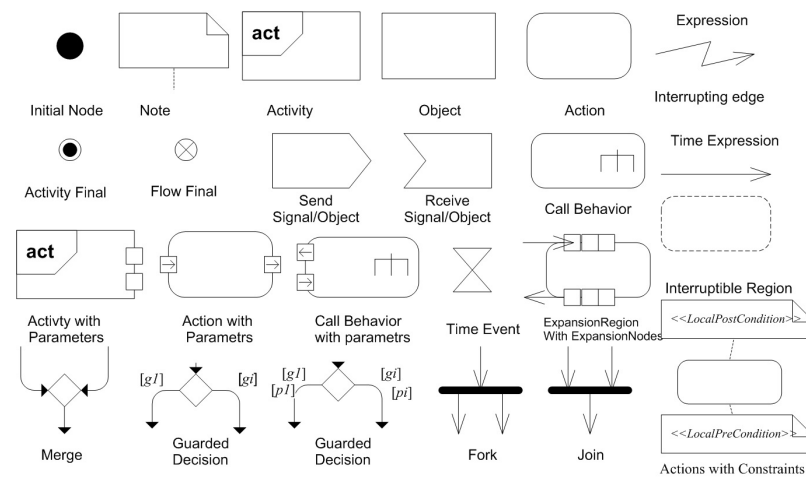 act
Expression
Initial Node
Note
Activity
Object
Action
Interrupting edge
Time Expression
Activity Final
Flow Final
Send
Signal/Object
Rceive
Signal/Object
Call Behavior
act
Interruptible Region
Activty with
Parameters
Action with
Parametrs
Call Behavior
with parametrs
Time Event
ExpansionRegion
With ExpansionNodes
<<LocalPostCondition>>
[g1]
[gi]
[g1]
[p1]
[gi]
[pi]
Merge
Guarded
Decision
Guarded
Decision
Fork
Join
<<LocalPreCondition>>
Actions with Constraints